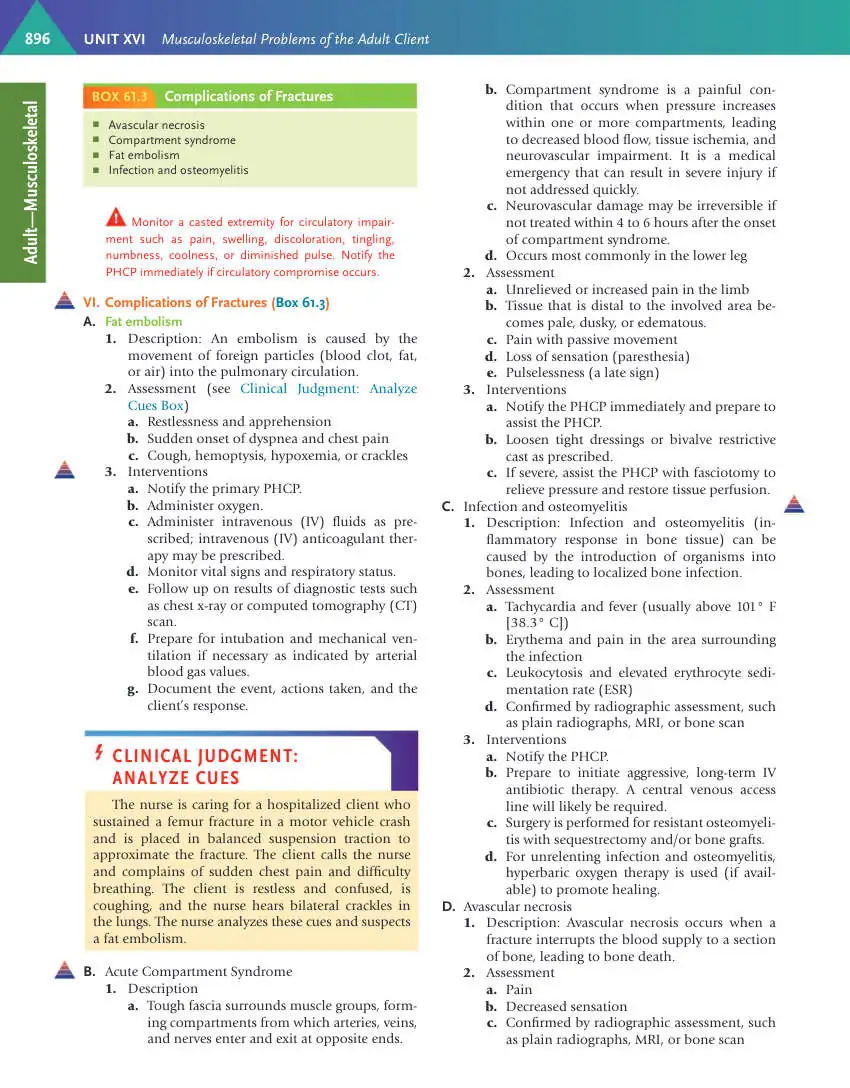 896 UNIT XVI Musculoskeletal Problems of the Adult Client
Adult—Musculoskeletal
BOX 61.3 Complications of Fractures
■ Avascular necrosis
■ Compartment syndrome
■ Fat embolism
■ Infection and osteomyelitis
Monitor a casted extremity for circulatory impair-
ment such as pain, swelling, discoloration, tingling,
numbness, coolness, or diminished pulse. Notify the
PHCP immediately if circulatory compromise occurs.
VI. Complications of Fractures (Box 61.3)
A. Fat embolism
1. Description: An embolism is caused by the
movement of foreign particles (blood clot, fat,
or air) into the pulmonary circulation.
2. Assessment (see Clinical Judgment: Analyze
Cues Box)
a. Restlessness and apprehension
b. Sudden onset of dyspnea and chest pain
c. Cough, hemoptysis, hypoxemia, or crackles
3. Interventions
a. Notify the primary PHCP.
b. Administer oxygen.
c. Administer intravenous (IV) fluids as pre-
scribed; intravenous (IV) anticoagulant ther-
apy may be prescribed.
d. Monitor vital signs and respiratory status.
e. Follow up on results of diagnostic tests such
as chest x-ray or computed tomography (CT)
scan.
f. Prepare for intubation and mechanical ven-
tilation if necessary as indicated by arterial
blood gas values.
g. Document the event, actions taken, and the
client's response.
CLINICAL JUDGMENT:
ANALYZE CUES
The nurse is caring for a hospitalized client who
sustained a femur fracture in a motor vehicle crash
and is placed in balanced suspension traction to
approximate the fracture. The client calls the nurse
and complains of sudden chest pain and difficulty
breathing. The client is restless and confused, is
coughing, and the nurse hears bilateral crackles in
the lungs. The nurse analyzes these cues and suspects
a fat embolism.
B. Acute Compartment Syndrome
1. Description
a. Tough fascia surrounds muscle groups, form-
ing compartments from which arteries, veins,
and nerves enter and exit at opposite ends.
b. Compartment syndrome is a painful con-
dition that occurs when pressure increases
within one or more compartments, leading
to decreased blood flow, tissue ischemia, and
neurovascular impairment. It is a medical
emergency that can result in severe injury if
not addressed quickly.
c. Neurovascular damage may be irreversible if
not treated within 4 to 6 hours after the onset
of compartment syndrome.
d. Occurs most commonly in the lower leg
2. Assessment
a. Unrelieved or increased pain in the limb
b. Tissue that is distal to the involved area be-
comes pale, dusky, or edematous.
c. Pain with passive movement
d. Loss of sensation (paresthesia)
e. Pulselessness (a late sign)
3. Interventions
a. Notify the PHCP immediately and prepare to
assist the PHCP.
b. Loosen tight dressings or bivalve restrictive
cast as prescribed.
c. If severe, assist the PHCP with fasciotomy to
relieve pressure and restore tissue perfusion.
C. Infection and osteomyelitis
1. Description: Infection and osteomyelitis (in-
flammatory response in bone tissue) can be
caused by the introduction of organisms into
bones, leading to localized bone infection.
2. Assessment
a. Tachycardia and fever (usually above 101° F
[38.3° C])
b. Erythema and pain in the area surrounding
the infection
c. Leukocytosis and elevated erythrocyte sedi-
mentation rate (ESR)
d. Confirmed by radiographic assessment, such
as plain radiographs, MRI, or bone scan
3. Interventions
a. Notify the PHCP.
b. Prepare to initiate aggressive, long-term IV
antibiotic therapy. A central venous access
line will likely be required.
c. Surgery is performed for resistant osteomyeli-
tis with sequestrectomy and/or bone grafts.
d. For unrelenting infection and osteomyelitis,
hyperbaric oxygen therapy is used (if avail-
able) to promote healing.
D. Avascular necrosis
1. Description: Avascular necrosis occurs when a
fracture interrupts the blood supply to a section
of bone, leading to bone death.
2. Assessment
a. Pain
b. Decreased sensation
c. Confirmed by radiographic assessment, such
as plain radiographs, MRI, or bone scan